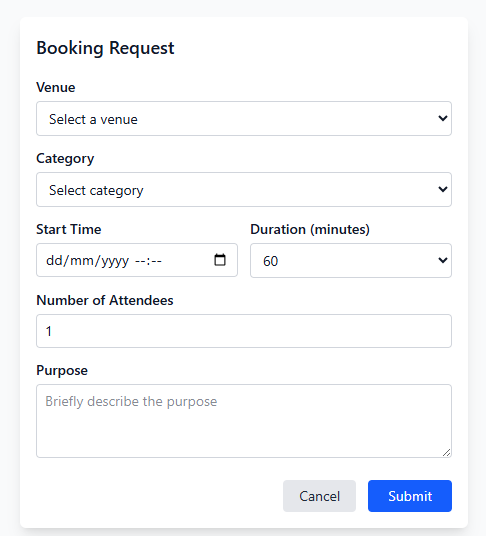 Booking Request
Venue
Select a venue
Category
Select category
Start Time Duration (minutes)
dd/mm/yyyy --:-- 60
Number of Attendees
1
Purpose
Briefly describe the purpose
Cancel Submit